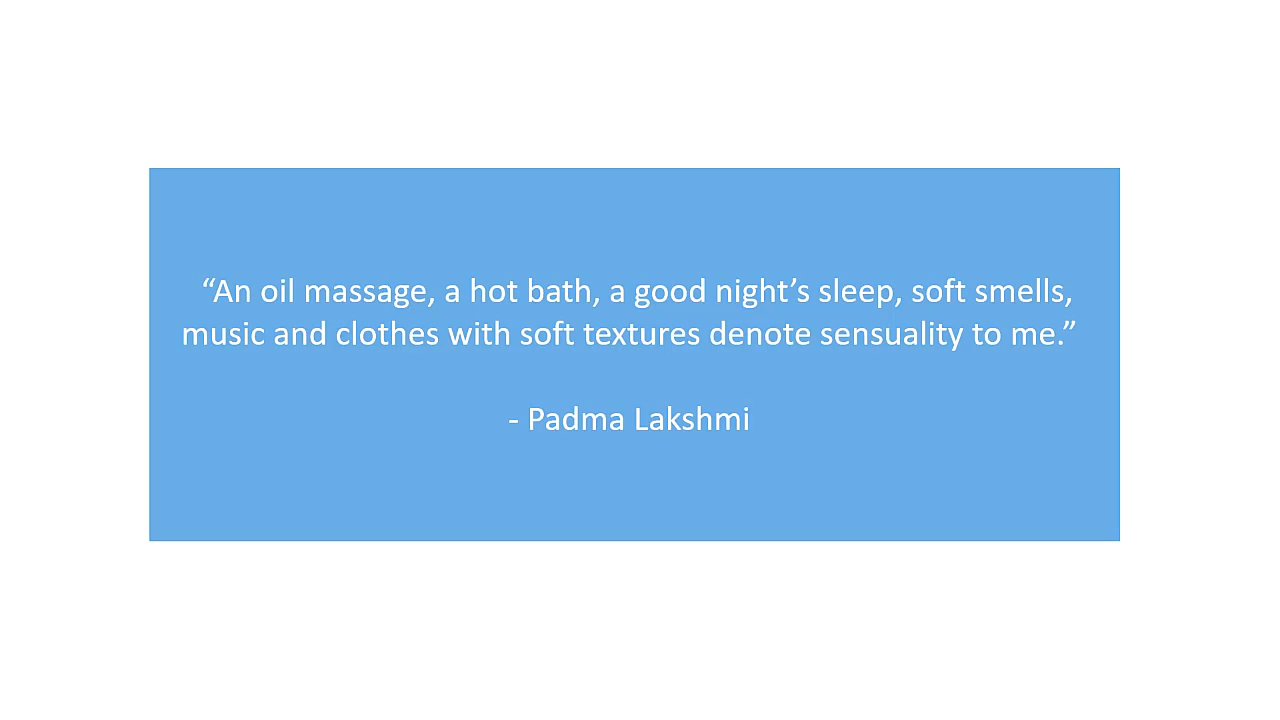 “An oil massage, a hot bath, a good night’s sleep, soft smells,
music and clothes with soft textures denote sensuality to me.”
- Padma Lakshmi